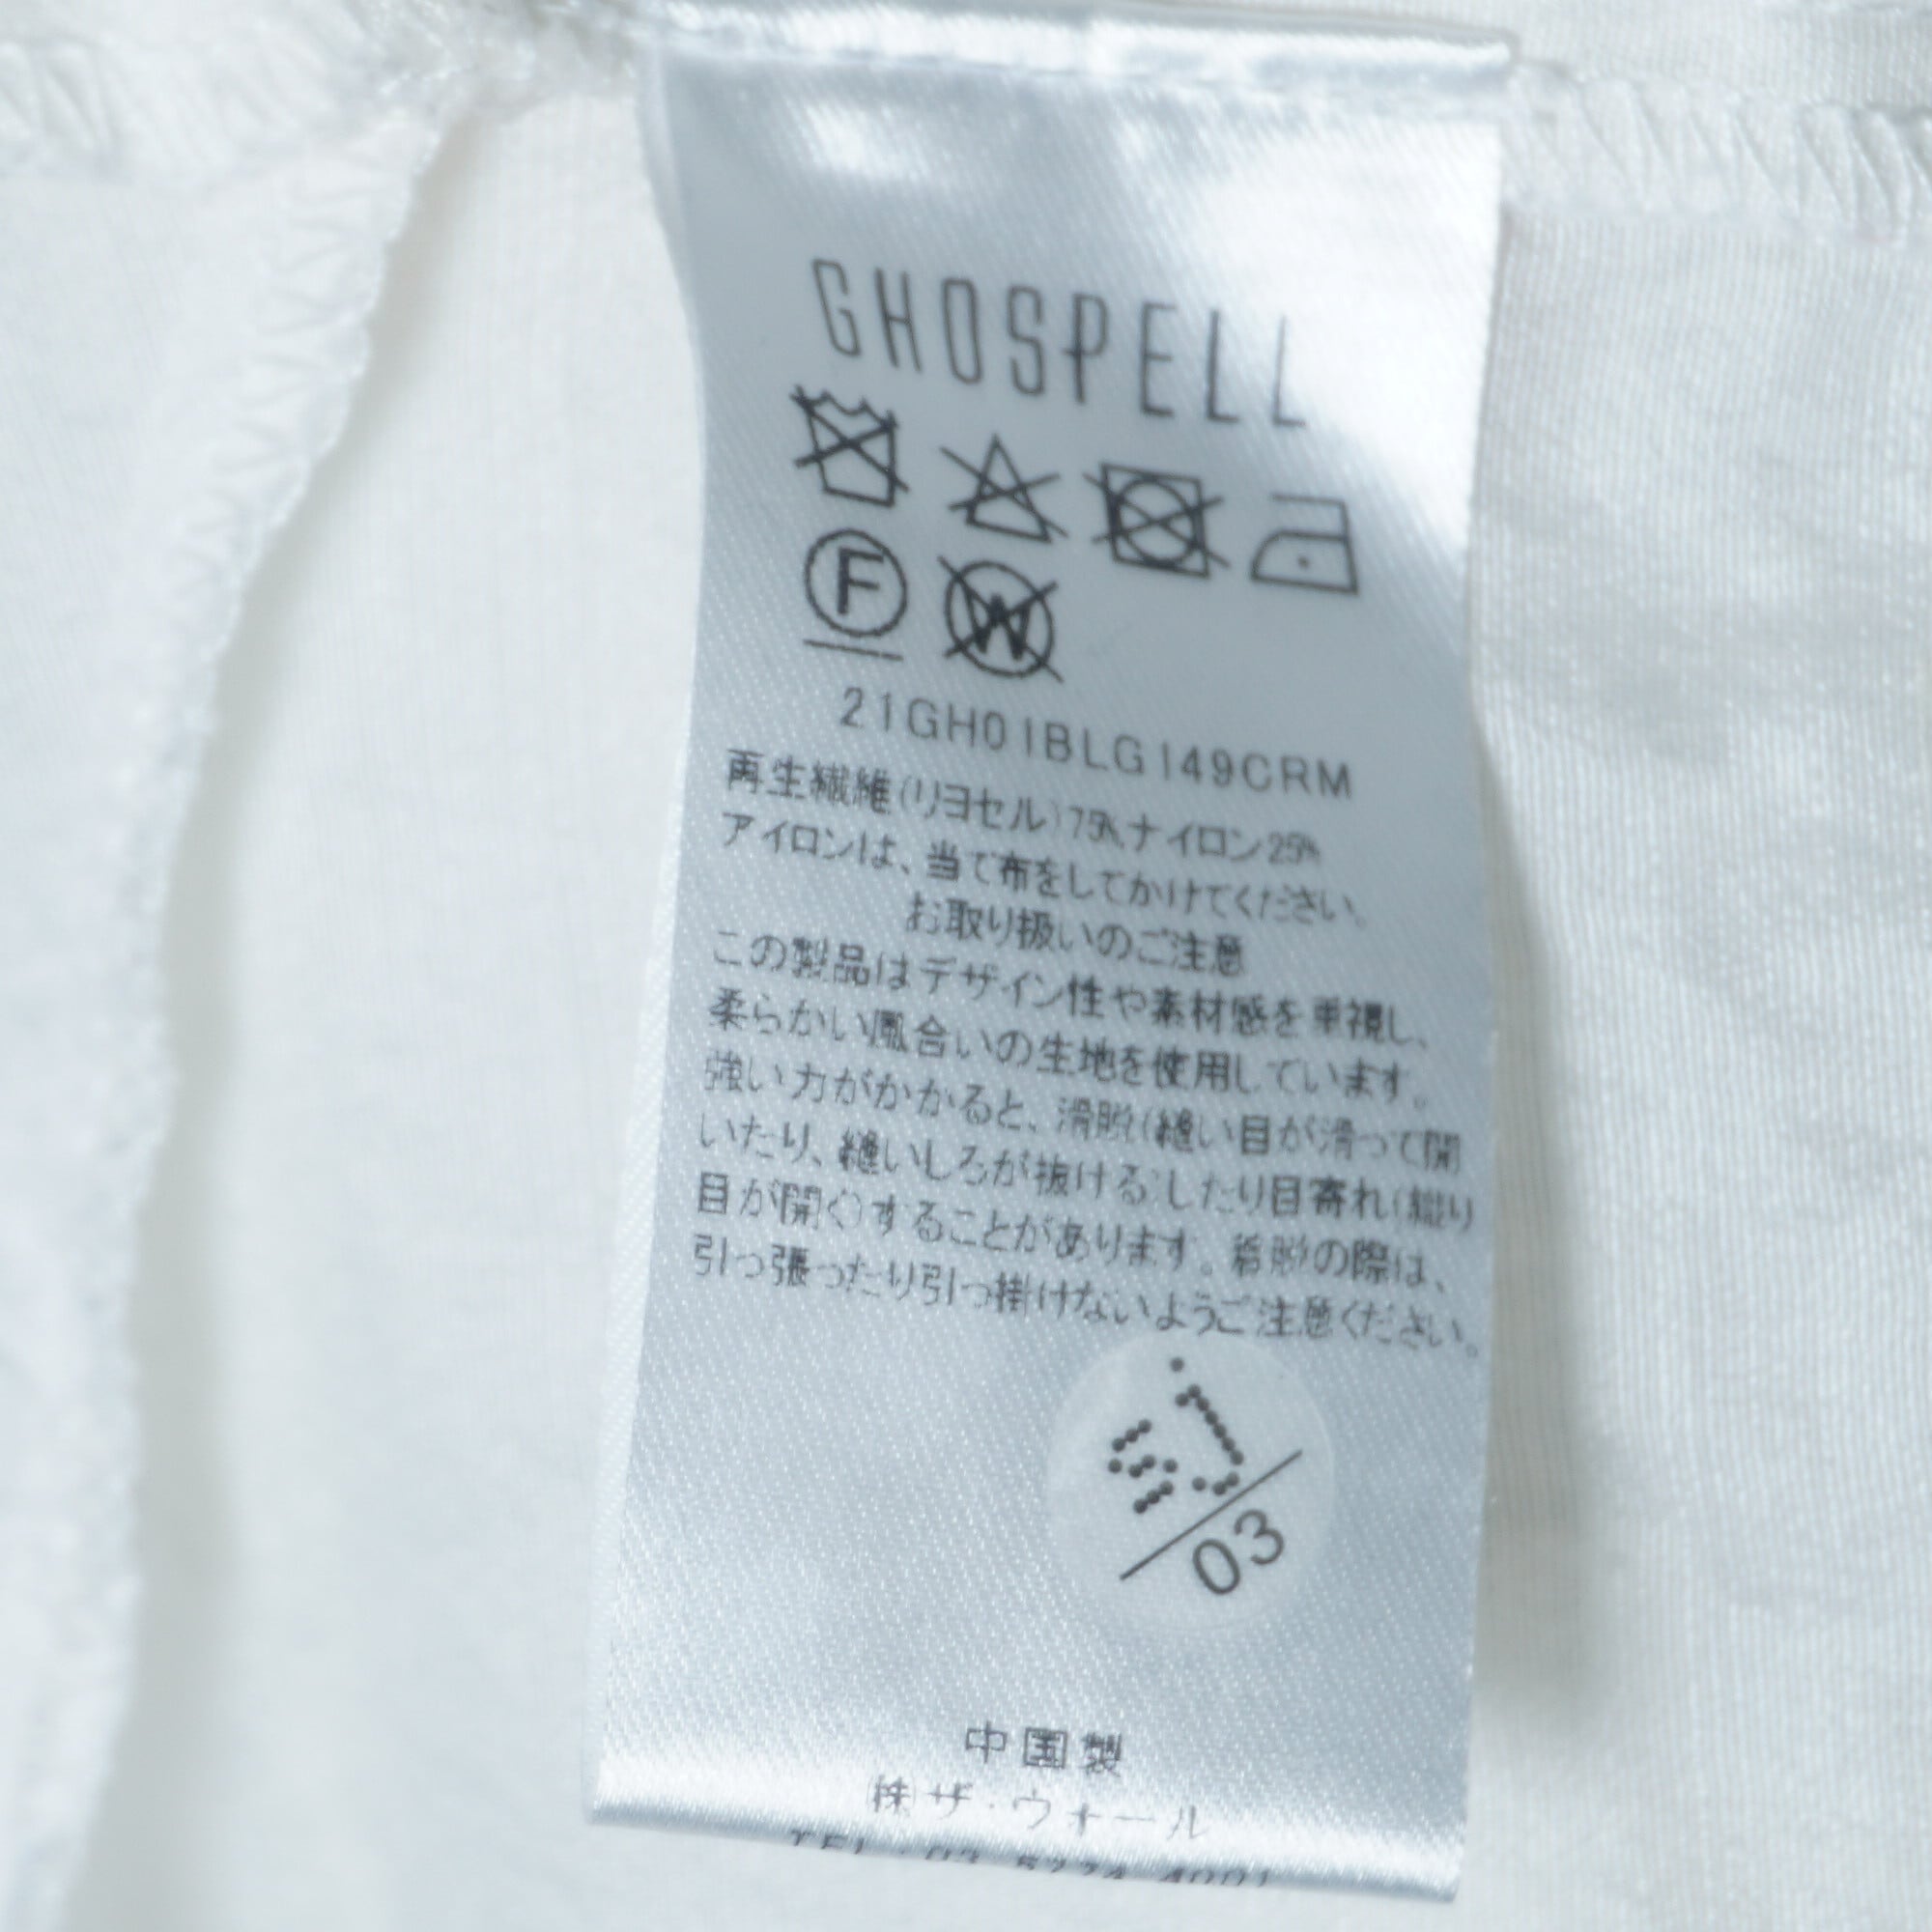 GHOSPELL
F W
21GH01BLG149CRM
再生繊維(リヨセル)75%ナイロン25%
アイロンは、当て布をしてかけてください。
お取り扱いのご注意
この製品はデザイン性や素材感を重視し、
柔らかい風合いの生地を使用しています。
強い力がかかると、滑脱(縫い目が滑って開
いたり、縫いしろが抜ける)したり目寄れ(織り
目が開く)することがあります。着脱の際は、
引っ張ったり引っ掛けないようご注意ください。
03
中国製
(株)ザ・ウォール
TEL:03